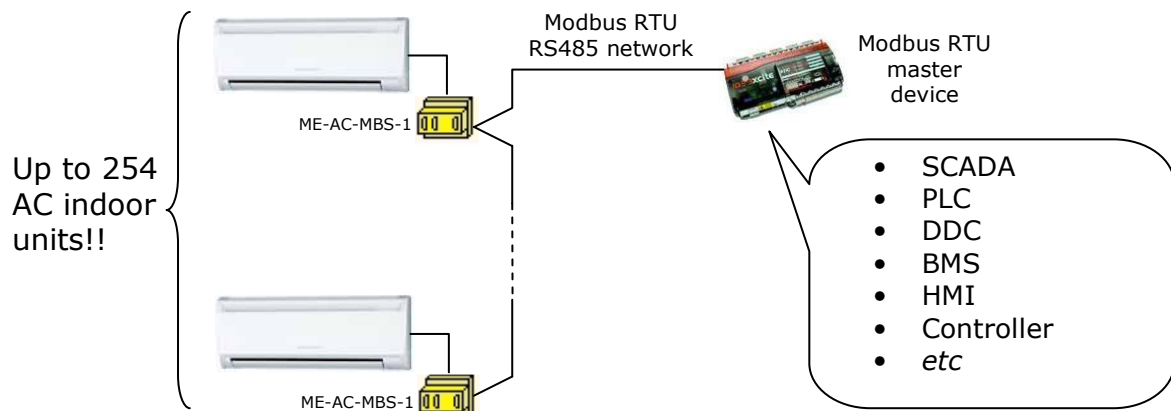 Modbus RTU
RS485 network
Modbus RTU
master
device
ME-AC-MBS-1
Up to 254
AC indoor
units!!
• SCADA
• PLC
• DDC
• BMS
• HMI
• Controller
• etc
ME-AC-MBS-1